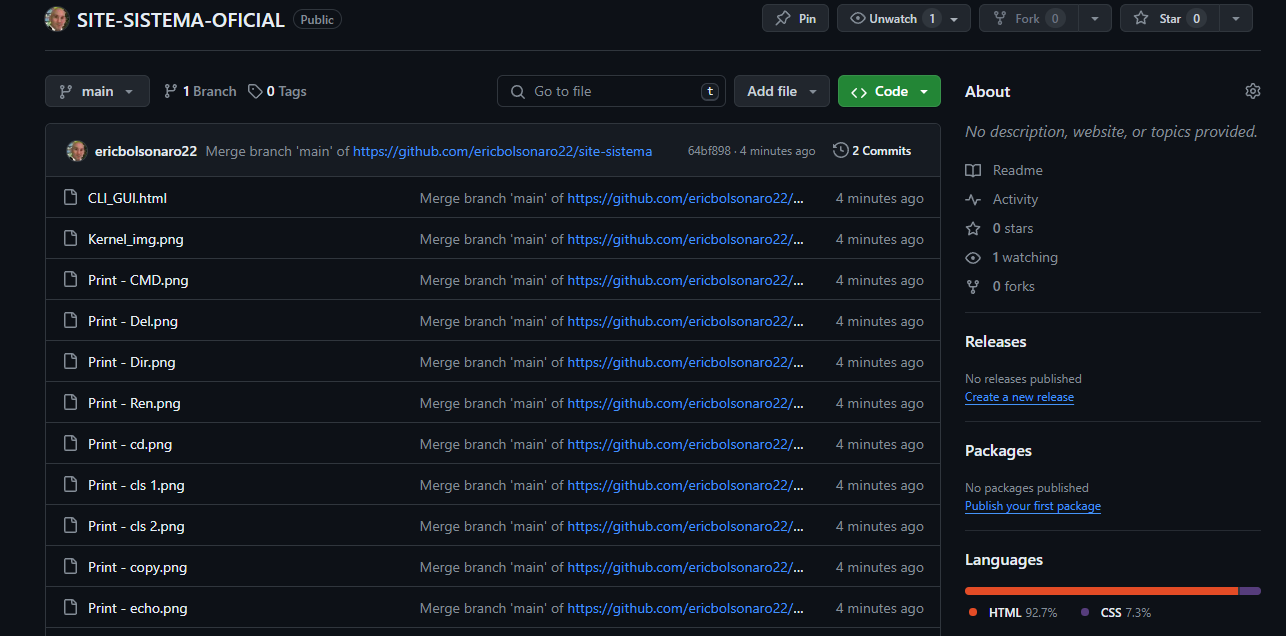 SITE-SISTEMA-OFICIAL Public Pin Unwatch 1 Fork 0 Star 0
main 1 Branch 0 Tags Go to file t Add file Code
ericbolsonaro22 Merge branch 'main' of https://github.com/ericbolsonaro22/site-sistema 64bf898 · 4 minutes ago 2 Commits
CLI_GUI.html Merge branch 'main' of https://github.com/ericbolsonaro22/... 4 minutes ago
Kernel_img.png Merge branch 'main' of https://github.com/ericbolsonaro22/... 4 minutes ago
Print - CMD.png Merge branch 'main' of https://github.com/ericbolsonaro22/... 4 minutes ago
Print - Del.png Merge branch 'main' of https://github.com/ericbolsonaro22/... 4 minutes ago
Print - Dir.png Merge branch 'main' of https://github.com/ericbolsonaro22/... 4 minutes ago
Print - Ren.png Merge branch 'main' of https://github.com/ericbolsonaro22/... 4 minutes ago
Print - cd.png Merge branch 'main' of https://github.com/ericbolsonaro22/... 4 minutes ago
Print - cls 1.png Merge branch 'main' of https://github.com/ericbolsonaro22/... 4 minutes ago
Print - cls 2.png Merge branch 'main' of https://github.com/ericbolsonaro22/... 4 minutes ago
Print - copy.png Merge branch 'main' of https://github.com/ericbolsonaro22/... 4 minutes ago
Print - echo.png Merge branch 'main' of https://github.com/ericbolsonaro22/... 4 minutes ago
About
No description, website, or topics provided.
Readme
Activity
0 stars
1 watching
0 forks
Releases
No releases published
Create a new release
Packages
No packages published
Publish your first package
Languages
HTML 92.7% CSS 7.3%